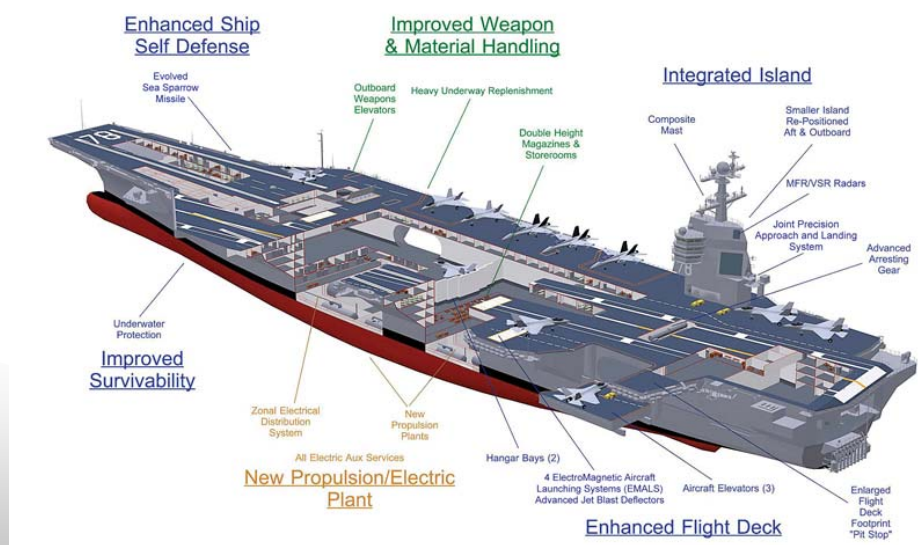 Enhanced Ship
Self Defense
Evolved
Sea Sparrow
Missile
Improved Weapon
& Material Handling
Outboard
Weapons
Elevators
Heavy Underway Replenishment
Double Height
Magazines &
Storerooms
Integrated Island
Composite
Mast
Smaller Island
Re-Positioned
Aft & Outboard
MFR/VSR Radars
Joint Precision
Approach and Landing
System
Advanced
Arresting
Gear
78
78
Underwater
Protection
Improved
Survivability
Zonal Electrical
Distribution
System
New
Propulsion
Plants
All Electric Aux Services
New Propulsion/Electric
Plant
Hangar Bays (2)
4 ElectroMagnetic Aircraft
Launching Systems (EMALS)
Advanced Jet Blast Deflectors
Aircraft Elevators (3)
Enlarged
Flight
Deck
Footprint
"Pit Stop"
Enhanced Flight Deck